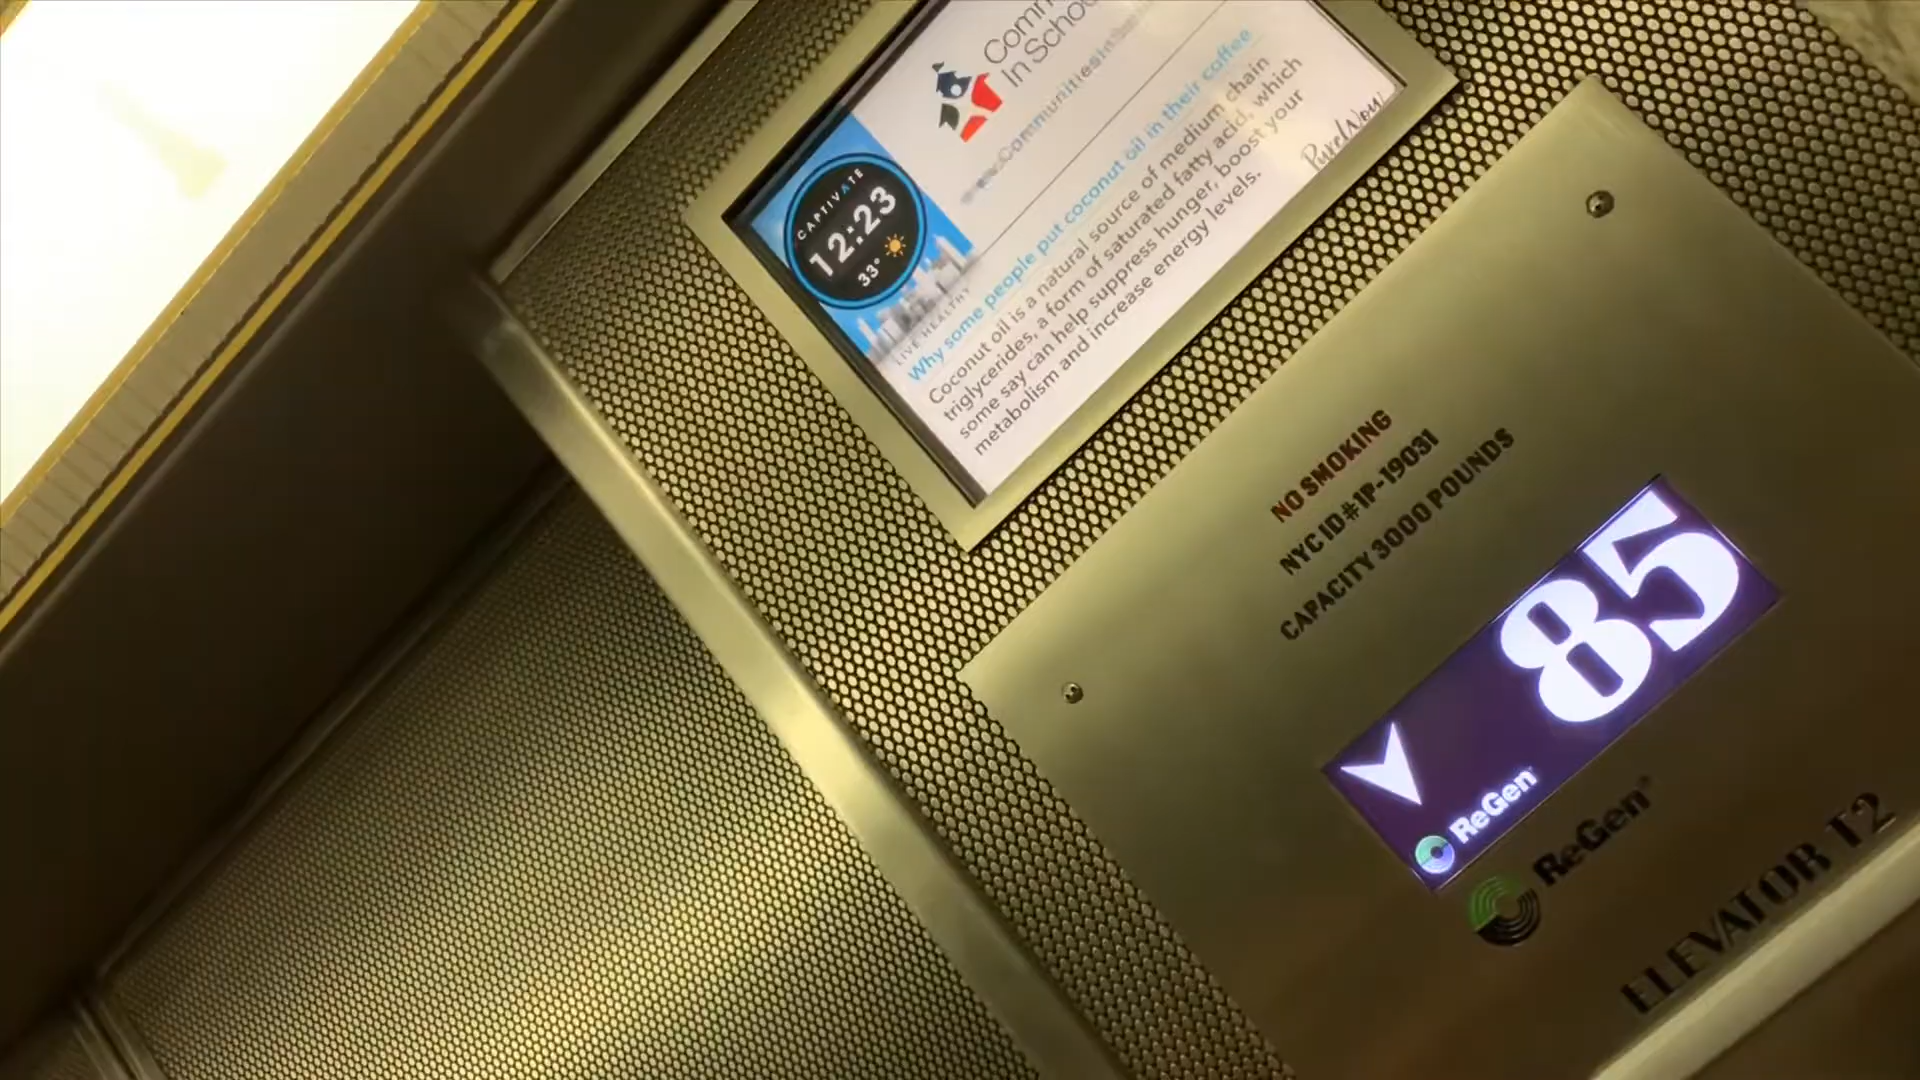 In
CAPTIVATE
12:23
33°
LIVE HEALTHY
Why some people put coconut oil in their coffee
Coconut oil is a natural source of medium chain
triglycerides, a form of saturated fatty acid, which
some say can help suppress hunger, boost your
metabolism and increase energy levels.
PureWow
NO SMOKING
NYC ID#1P-19031
CAPACITY 3000 POUNDS
85
ReGen
ReGen
ELEVATOR T2